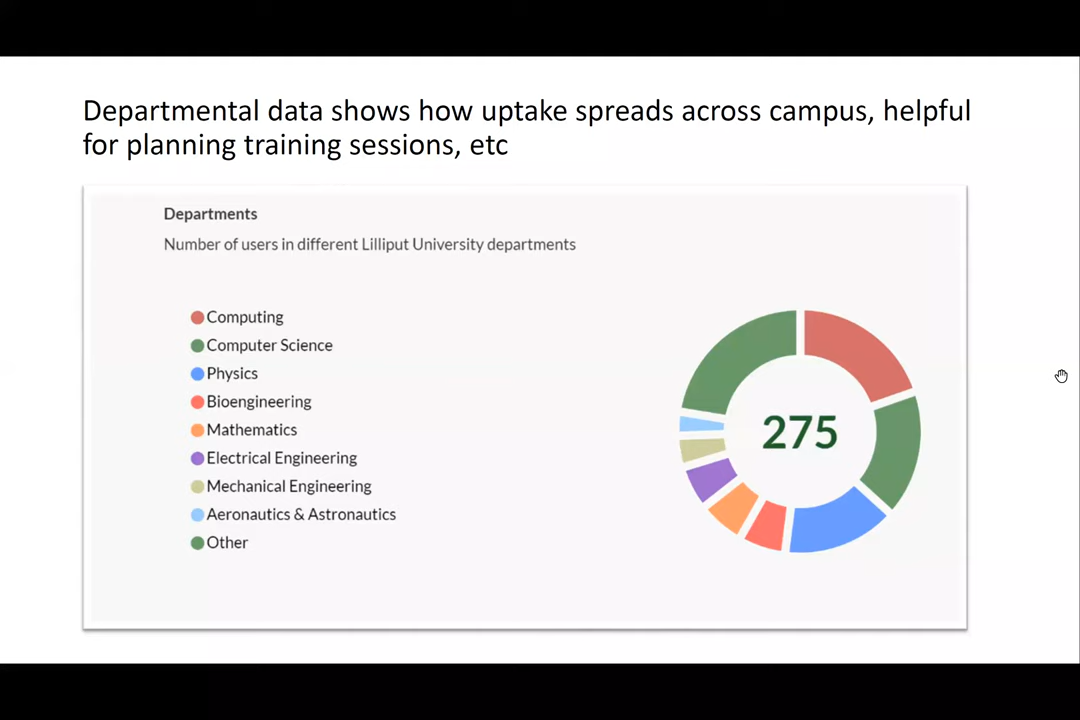 Departmental data shows how uptake spreads across campus, helpful
for planning training sessions, etc
Departments
Number of users in different Lilliput University departments
Computing
Computer Science
Physics
Bioengineering
Mathematics
Electrical Engineering
Mechanical Engineering
Aeronautics & Astronautics
Other
275